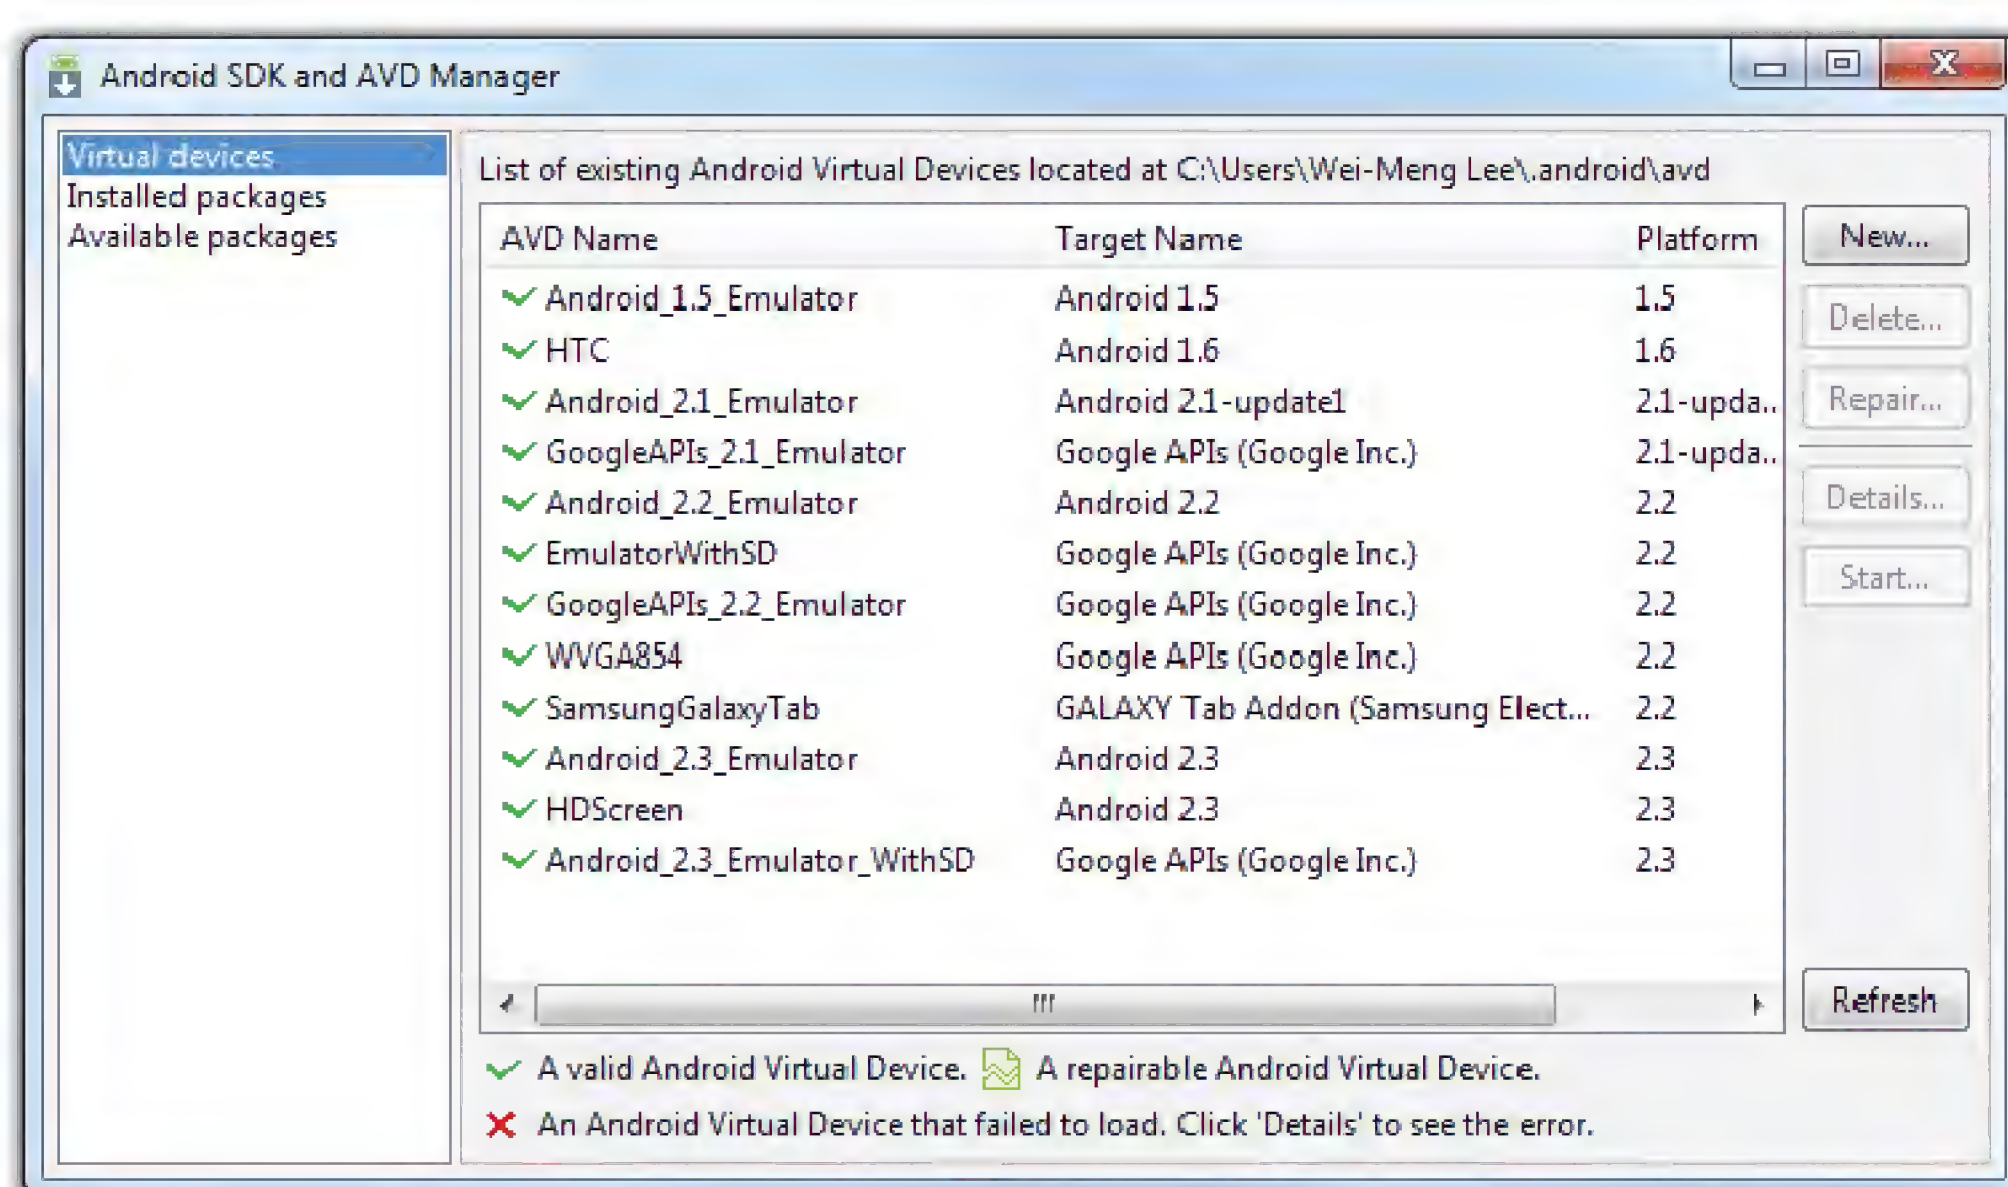 Android SDK and AVD Manager
Virtual devices
Installed packages
Available packages
List of existing Android Virtual Devices located at C:\Users\Wei-Meng Lee\.android\avd
AVD Name Target Name Platform
Android_1.5_Emulator Android 1.5 1.5
HTC Android 1.6 1.6
Android_2.1_Emulator Android 2.1-update1 2.1-upda..
GoogleAPIs_2.1_Emulator Google APIs (Google Inc.) 2.1-upda..
Android_2.2_Emulator Android 2.2 2.2
EmulatorWithSD Google APIs (Google Inc.) 2.2
GoogleAPIs_2.2_Emulator Google APIs (Google Inc.) 2.2
WVGA854 Google APIs (Google Inc.) 2.2
SamsungGalaxyTab GALAXY Tab Addon (Samsung Elect... 2.2
Android_2.3_Emulator Android 2.3 2.3
HDScreen Android 2.3 2.3
Android_2.3_Emulator_WithSD Google APIs (Google Inc.) 2.3
New...
Delete...
Repair...
Details...
Start...
Refresh
A valid Android Virtual Device. A repairable Android Virtual Device.
An Android Virtual Device that failed to load. Click 'Details' to see the error.